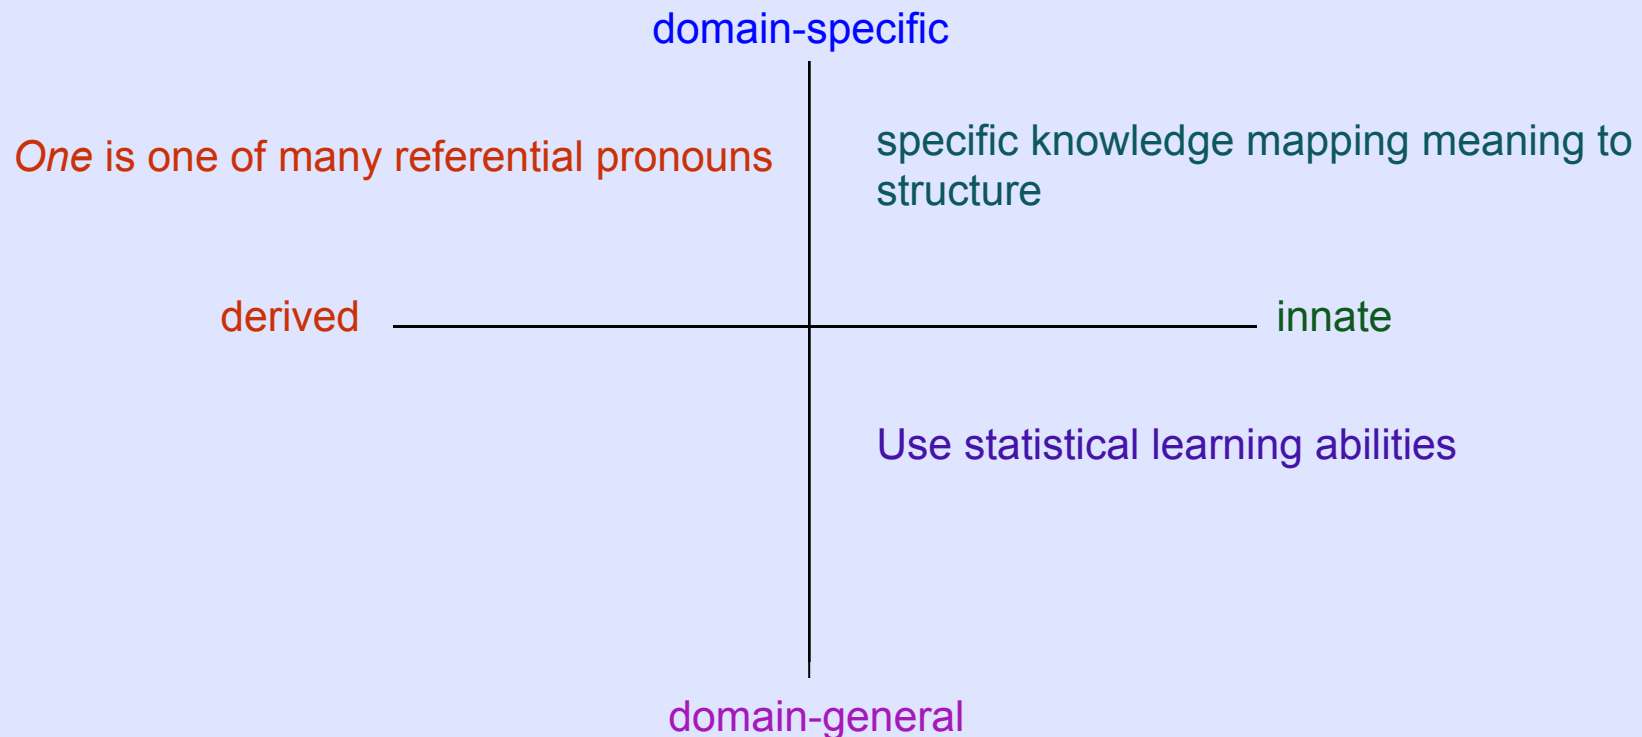 domain-specific
One is one of many referential pronouns
specific knowledge mapping meaning to
structure
derived
innate
Use statistical learning abilities
domain-general